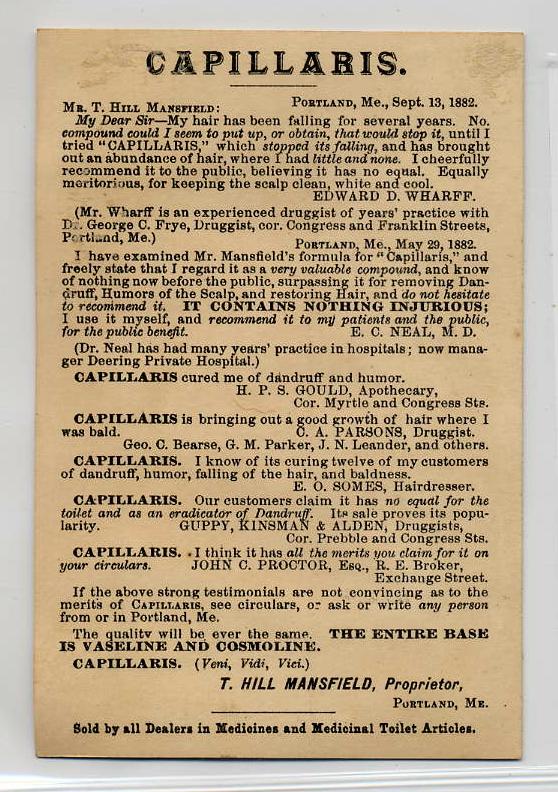 CAPILLARIS.
PORTLAND, Me., Sept. 13, 1882.
MR. T. HILL MANSFIELD:
My Dear Sir—My hair has been falling for several years. No.
compound could I seem to put up, or obtain, that would stop it, until I
tried "CAPILLARIS," which stopped its falling, and has brought
out an abundance of hair, where I had little and none. I cheerfully
recommend it to the public, believing it has no equal. Equally
meritorious, for keeping the scalp clean, white and cool.
EDWARD D. WHARFF.
(Mr. Wharff is an experienced druggist of years' practice with
Dr. George C. Frye, Druggist, cor. Congress and Franklin Streets,
Portland, Me.)
PORTLAND, Me., May 29, 1882.
I have examined Mr. Mansfield's formula for "Capillaris," and
freely state that I regard it as a very valuable compound, and know
of nothing now before the public, surpassing it for removing Dan-
druff, Humors of the Scalp, and restoring Hair, and do not hesitate
to recommend it. IT CONTAINS NOTHING INJURIOUS;
I use it myself, and recommend it to my patients and the public,
for the public benefit. E. C. NEAL, M. D.
(Dr. Neal has had many years' practice in hospitals; now mana-
ger Deering Private Hospital.)
CAPILLARIS cured me of dandruff and humor.
H. P. S. GOULD, Apothecary,
Cor. Myrtle and Congress Sts.
CAPILLARIS is bringing out a good growth of hair where I
was bald. C. A. PARSONS, Druggist.
Geo. C. Bearse, G. M. Parker, J. N. Leander, and others.
CAPILLARIS. I know of its curing twelve of my customers
of dandruff, humor, falling of the hair, and baldness.
E. O. SOMES, Hairdresser.
CAPILLARIS. Our customers claim it has no equal for the
toilet and as an eradicator of Dandruff. Its sale proves its popu-
larity. GUPPY, KINSMAN & ALDEN, Druggists,
Cor. Prebble and Congress Sts.
CAPILLARIS. I think it has all the merits you claim for it on
your circulars. JOHN C. PROCTOR, ESQ., R. E. Broker,
Exchange Street.
If the above strong testimonials are not convincing as to the
merits of CAPILLARIS, see circulars, or ask or write any person
from or in Portland, Me.
The quality will be ever the same. THE ENTIRE BASE
IS VASELINE AND COSMOLINE.
CAPILLARIS. (Veni, Vidi, Vici.)
T. HILL MANSFIELD, Proprietor,
PORTLAND, ME.
Sold by all Dealers in Medicines and Medicinal Toilet Articles.